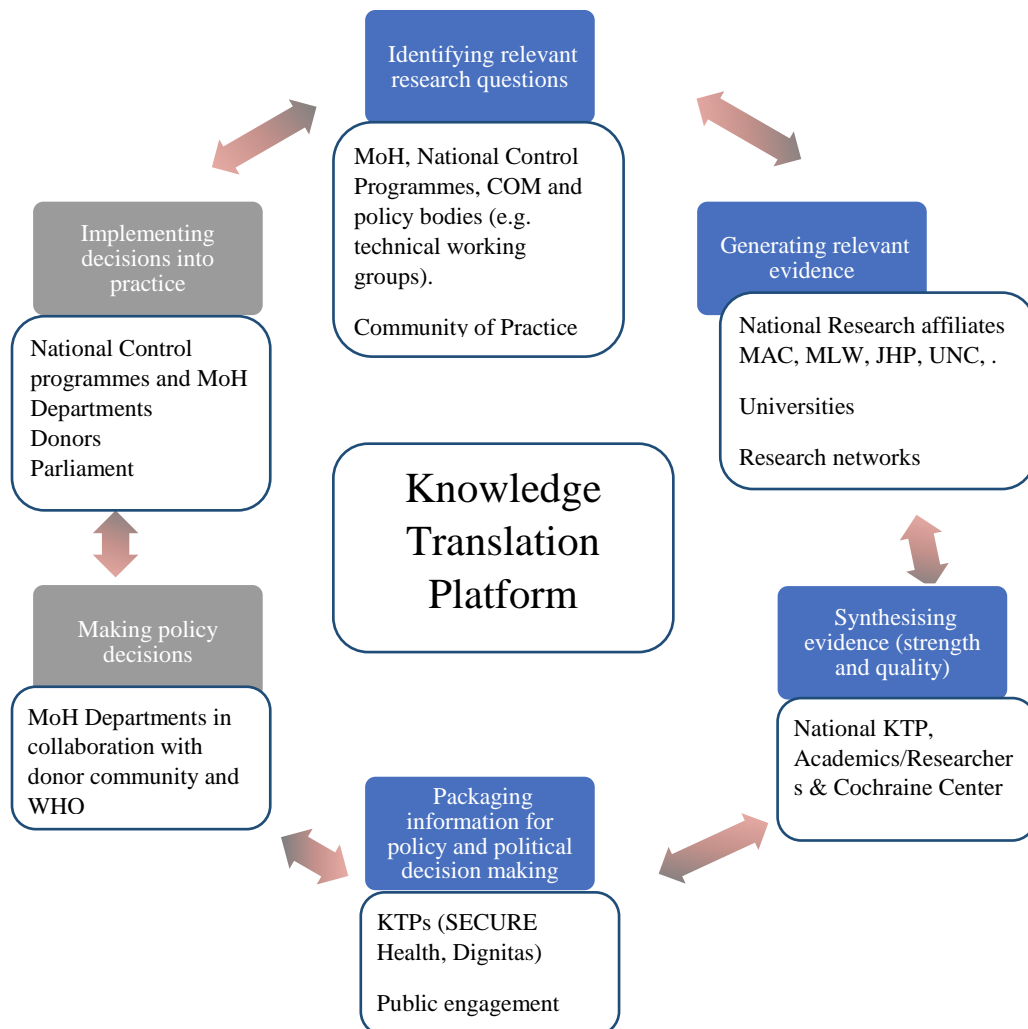 Identifying relevant
research questions
MoH, National Control
Programmes, COM and
policy bodies (e.g.
technical working
groups).
Community of Practice
Generating relevant
evidence
National Research affiliates
MAC, MLW, JHP, UNC, .
Universities
Research networks
Synthesising
evidence (strength
and quality)
National KTP,
Academics/Researcher
s & Cochraine Center
Packaging
information for
policy and political
decision making
KTPs (SECURE
Health, Dignitas)
Public engagement
Making policy
decisions
MoH Departments in
collaboration with
donor community and
WHO
Implementing
decisions into
practice
National Control
programmes and MoH
Departments
Donors
Parliament
Knowledge
Translation
Platform